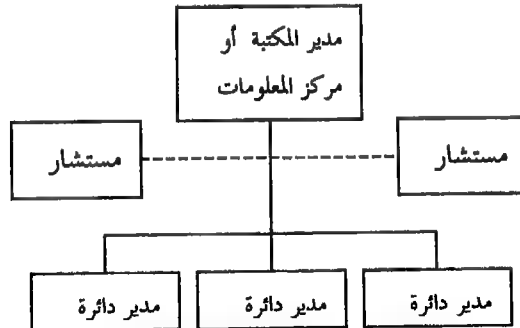 مدير المكتبة أو
مركز المعلومات
مستشار
مستشار
مدير دائرة
مدير دائرة
مدير دائرة